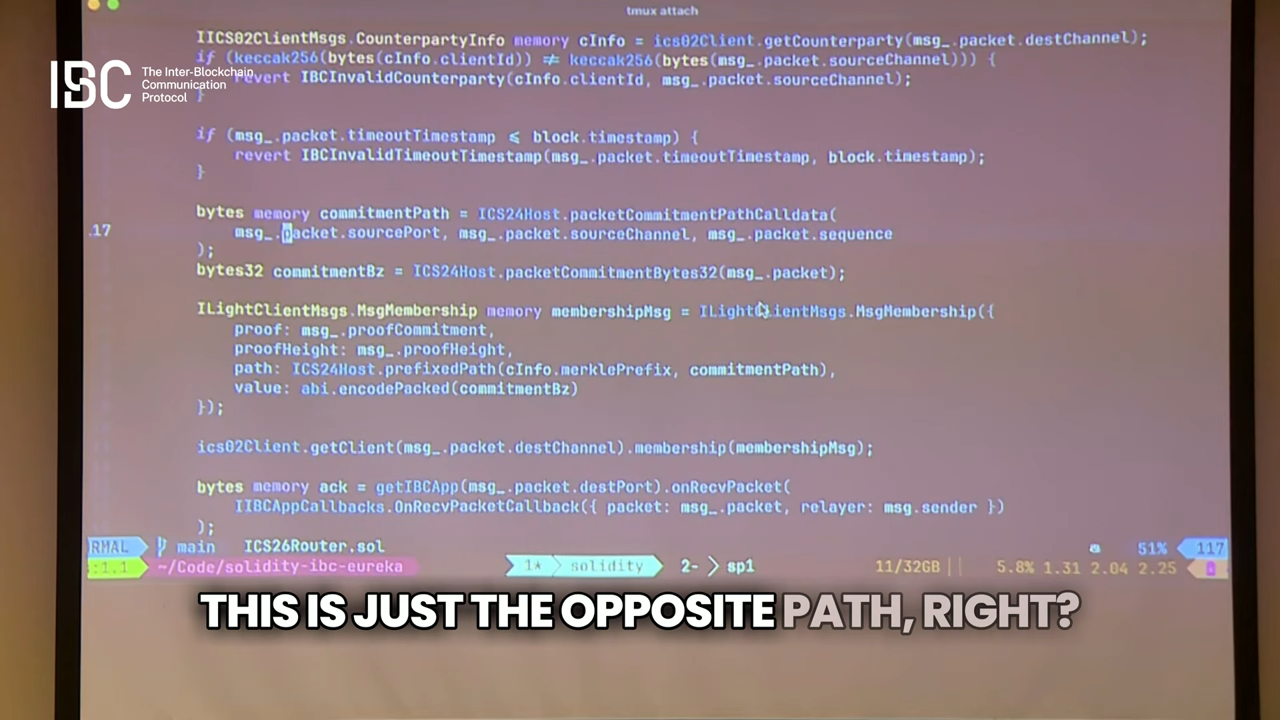 tmux attach
IICS02ClientMsgs.CounterpartyInfo memory cInfo = ics02Client.getCounterparty(msg_.packet.destChannel);
if (keccak256(bytes(cInfo.clientId)) ≠ keccak256(bytes(msg_.packet.sourceChannel))) {
revert IBCInvalidCounterparty(cInfo.clientId, msg_.packet.sourceChannel);
}
IBC The Inter-Blockchain
Communication
Protocol
if (msg_.packet.timeoutTimestamp ≤ block.timestamp) {
revert IBCInvalidTimeoutTimestamp(msg_.packet.timeoutTimestamp, block.timestamp);
}
bytes memory commitmentPath = ICS24Host.packetCommitmentPathCalldata(
.17 msg_.packet.sourcePort, msg_.packet.sourceChannel, msg_.packet.sequence
);
bytes32 commitmentBz = ICS24Host.packetCommitmentBytes32(msg_.packet);
ILightClientMsgs.MsgMembership memory membershipMsg = ILightClientMsgs.MsgMembership({
proof: msg_.proofCommitment,
proofHeight: msg_.proofHeight,
path: ICS24Host.prefixedPath(cInfo.merklePrefix, commitmentPath),
value: abi.encodePacked(commitmentBz)
});
ics02Client.getClient(msg_.packet.destChannel).membership(membershipMsg);
bytes memory ack = getIBCApp(msg_.packet.destPort).onRecvPacket(
IIBCAppCallbacks.OnRecvPacketCallback({ packet: msg_.packet, relayer: msg.sender })
);
RMAL main ICS26Router.sol 51% 117
:1.1 ~/Code/solidity-ibc-eureka 1* solidity 2- sp1 11/32GB 5.8% 1.31 2.04 2.25
THIS IS JUST THE OPPOSITE PATH, RIGHT?